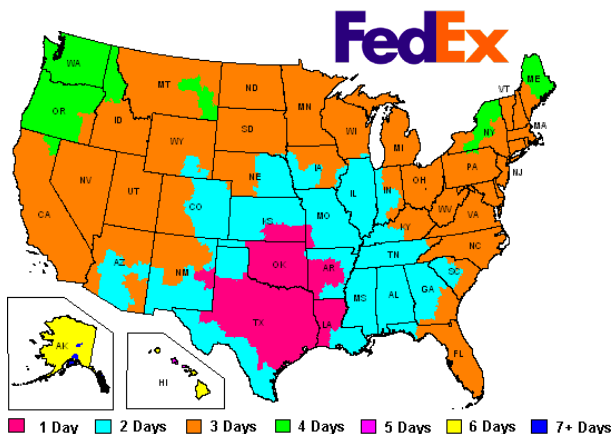 FedEx
WA
MT
ND
MN
VT
ME
OR
ID
WY
SD
WI
MI
NY
MA
NV
UT
CO
NE
IA
IL
IN
OH
PA
NJ
CA
KS
MO
KY
WV
VA
AZ
NM
OK
AR
TN
NC
SC
TX
LA
MS
AL
GA
FL
AK
HI
1 Day 2 Days 3 Days 4 Days 5 Days 6 Days 7+ Days